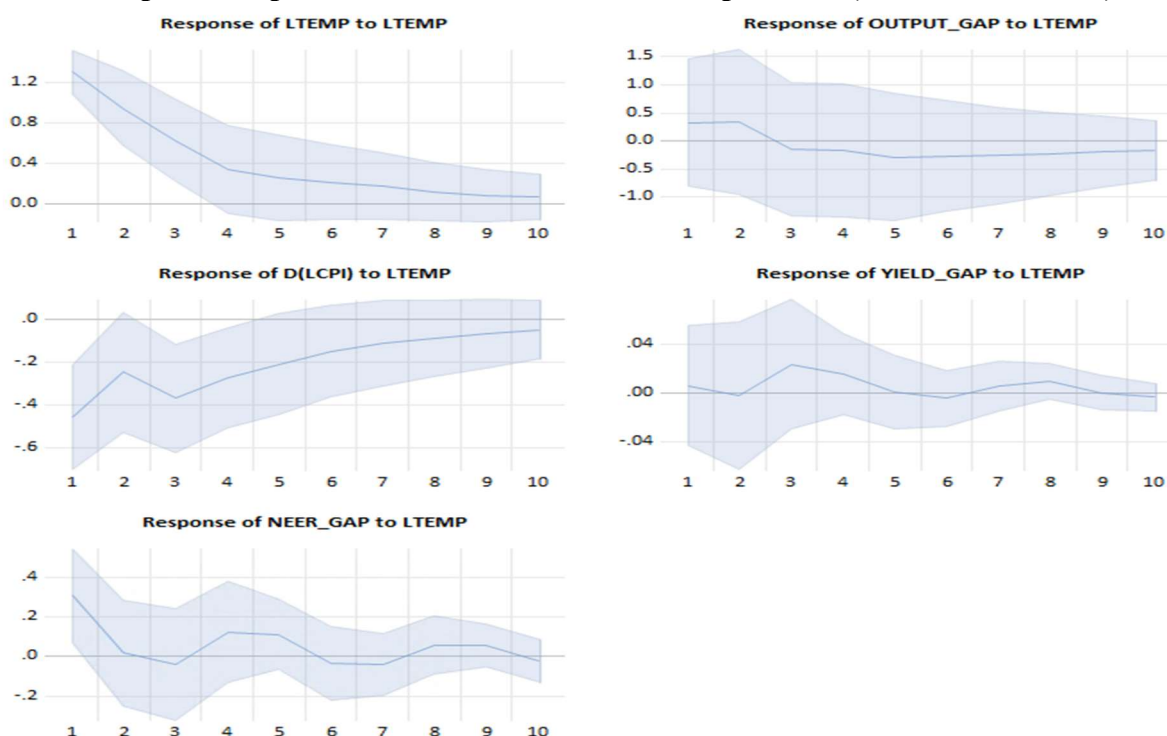 Response of LTEMP to LTEMP
1.2
0.8
0.4
0.0
1 2 3 4 5 6 7 8 9 10
Response of OUTPUT_GAP to LTEMP
1.5
1.0
0.5
0.0
-0.5
-1.0
1 2 3 4 5 6 7 8 9 10
Response of D(LCPI) to LTEMP
.0
-.2
-.4
-.6
1 2 3 4 5 6 7 8 9 10
Response of YIELD_GAP to LTEMP
.04
.00
-.04
1 2 3 4 5 6 7 8 9 10
Response of NEER_GAP to LTEMP
.4
.2
.0
-.2
1 2 3 4 5 6 7 8 9 10